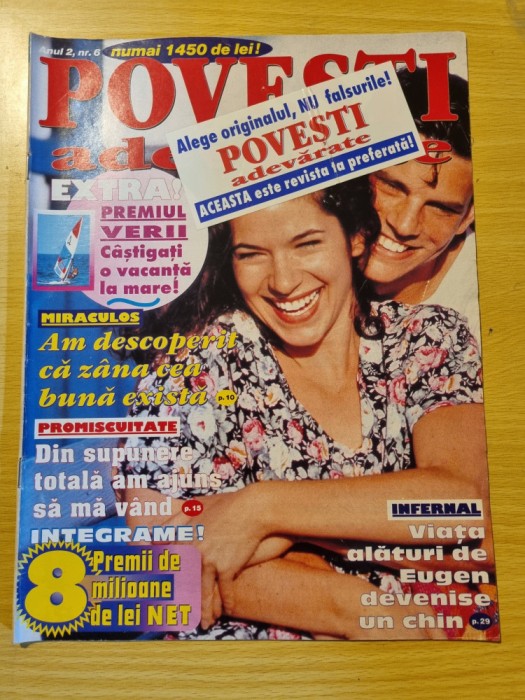 Anul 2, nr. 6
numai 1450 de lei!
POVEȘTI
Alege originalul, NU falsurile!
POVEȘTI
adevărate
ACEASTA este revista ta preferată!
EXTRA!
PREMIUL
VERII
Câștigați
o vacanță
la mare!
MIRACULOS
Am descoperit
că zâna cea
bună există p. 10
PROMISCUITATE
Din supunere
totală am ajuns
să mă vând p. 15
INTEGRAME!
8 Premii de
milioane
de lei NET
INFERNAL
Viața
alături de
Eugen
devenise
un chin p. 29